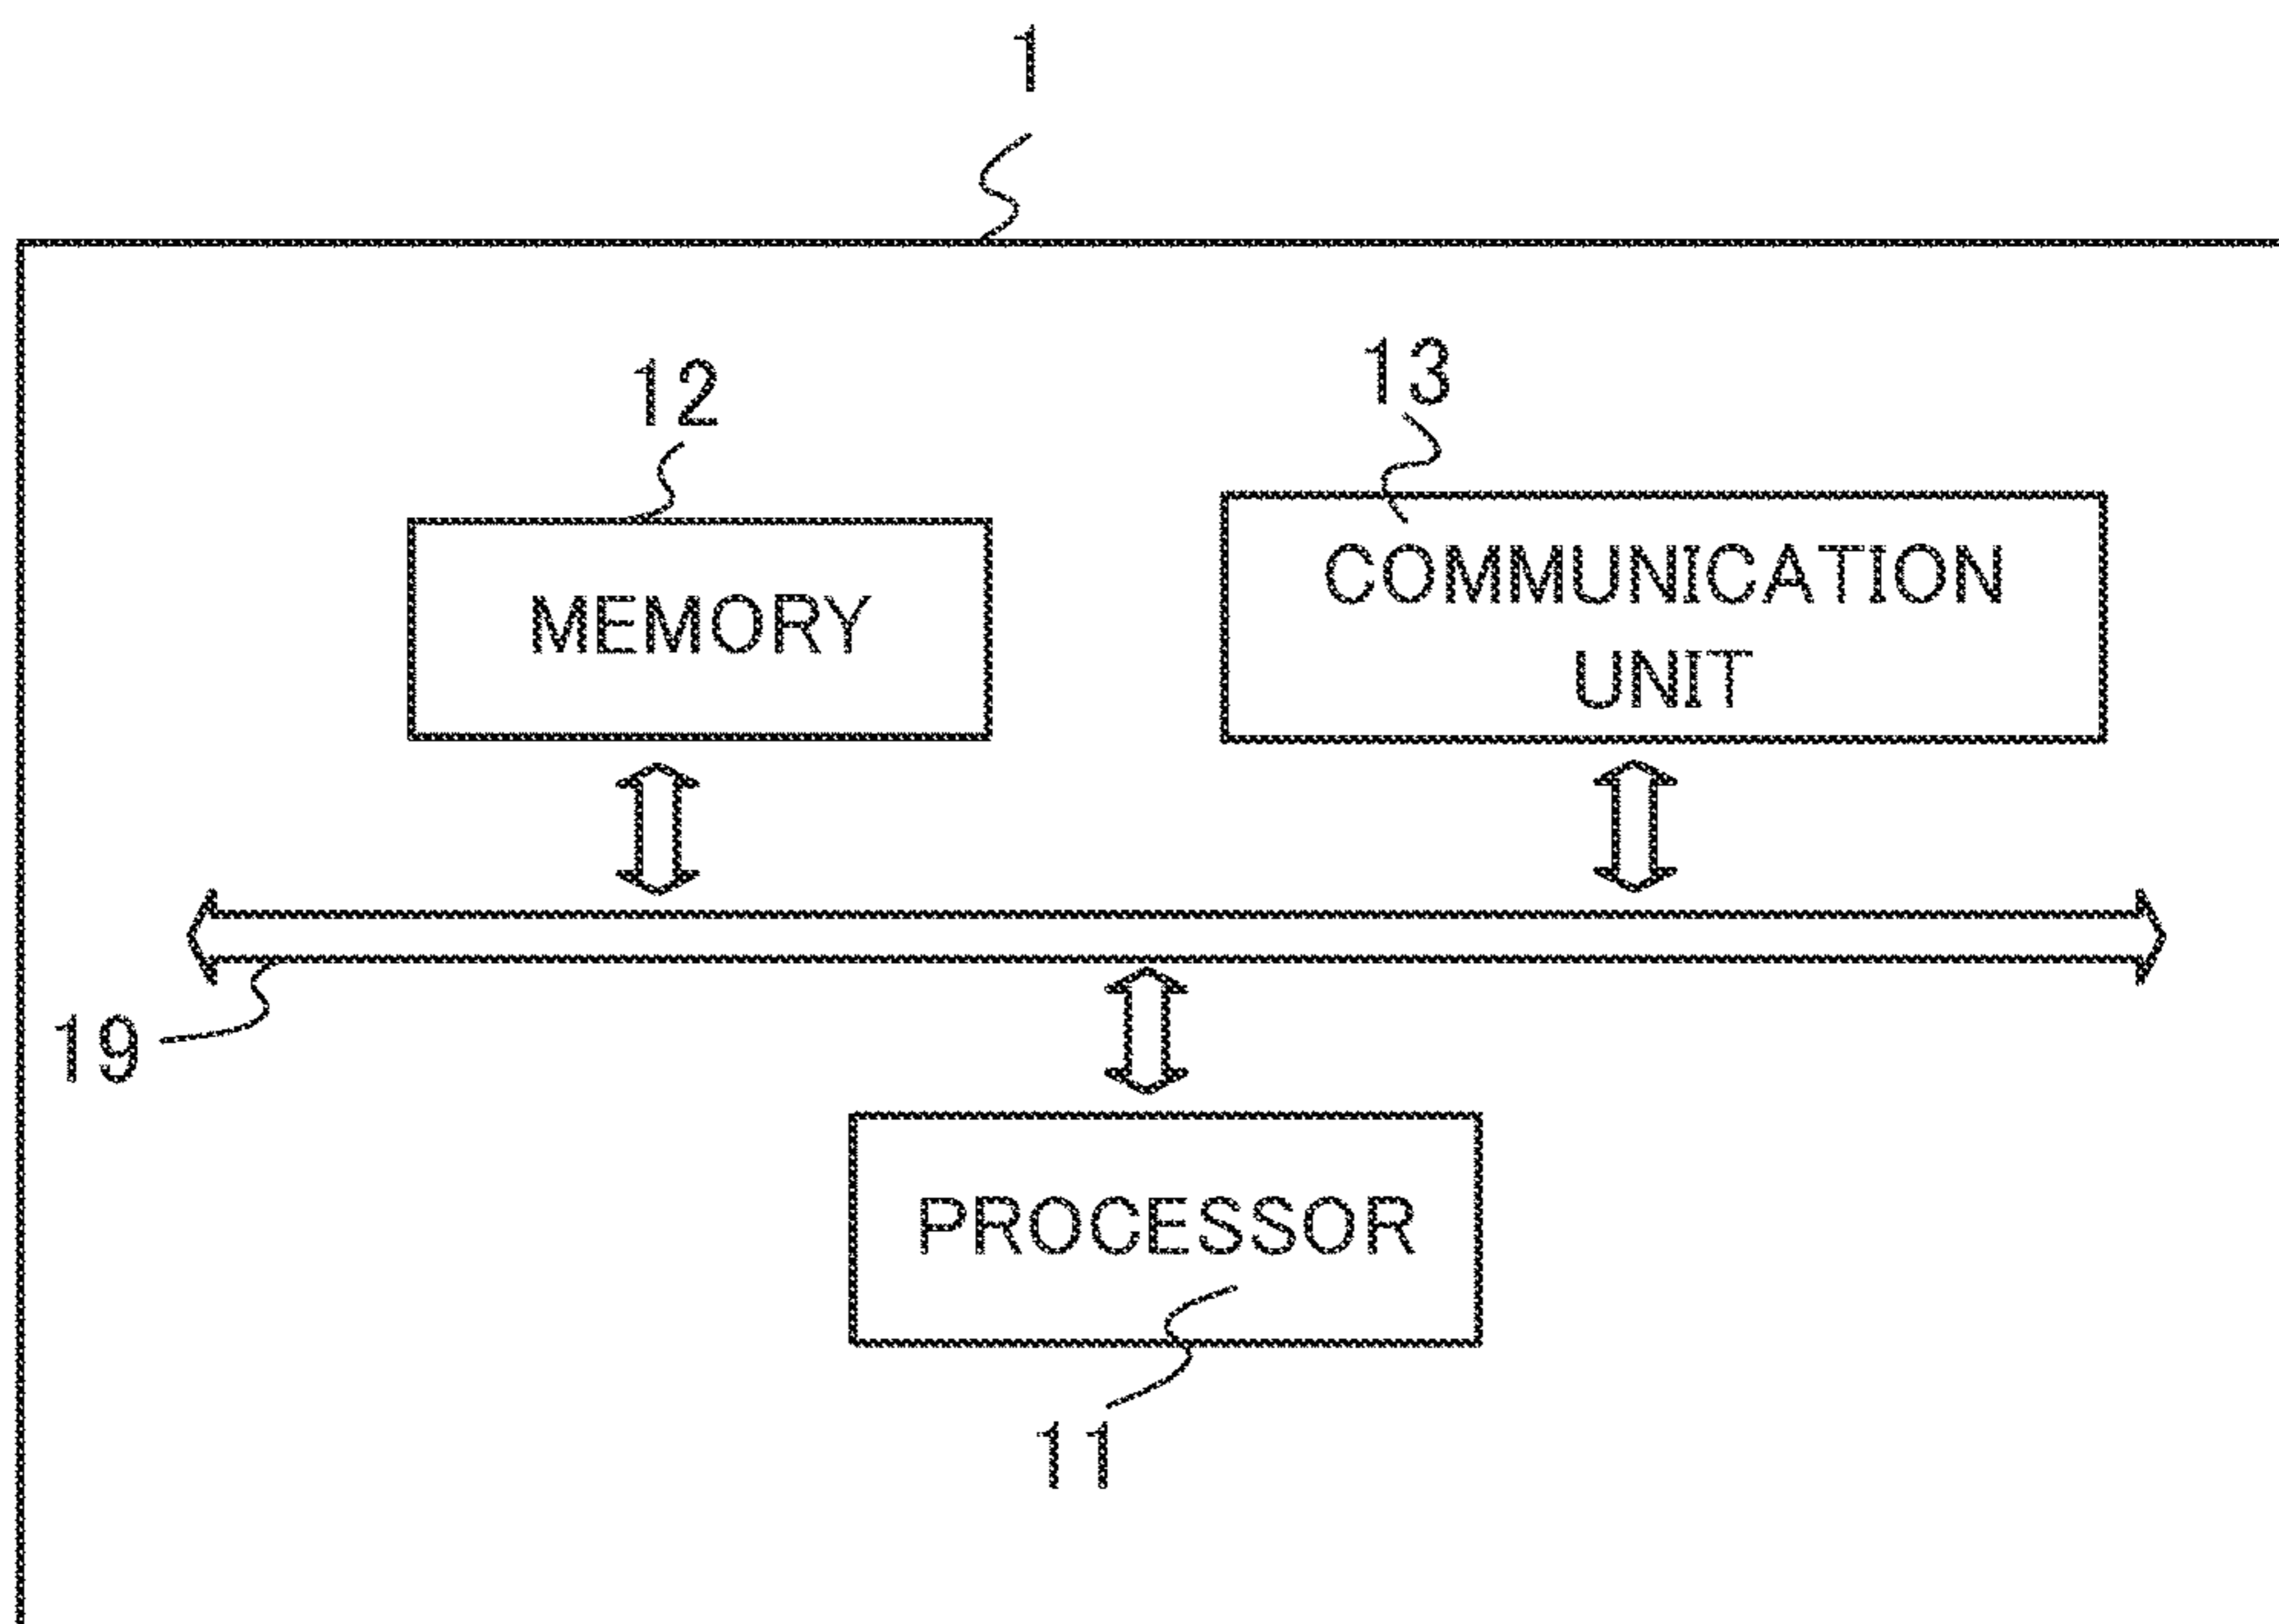 1
12
13
MEMORY
COMMUNICATION
UNIT
19
PROCESSOR
11